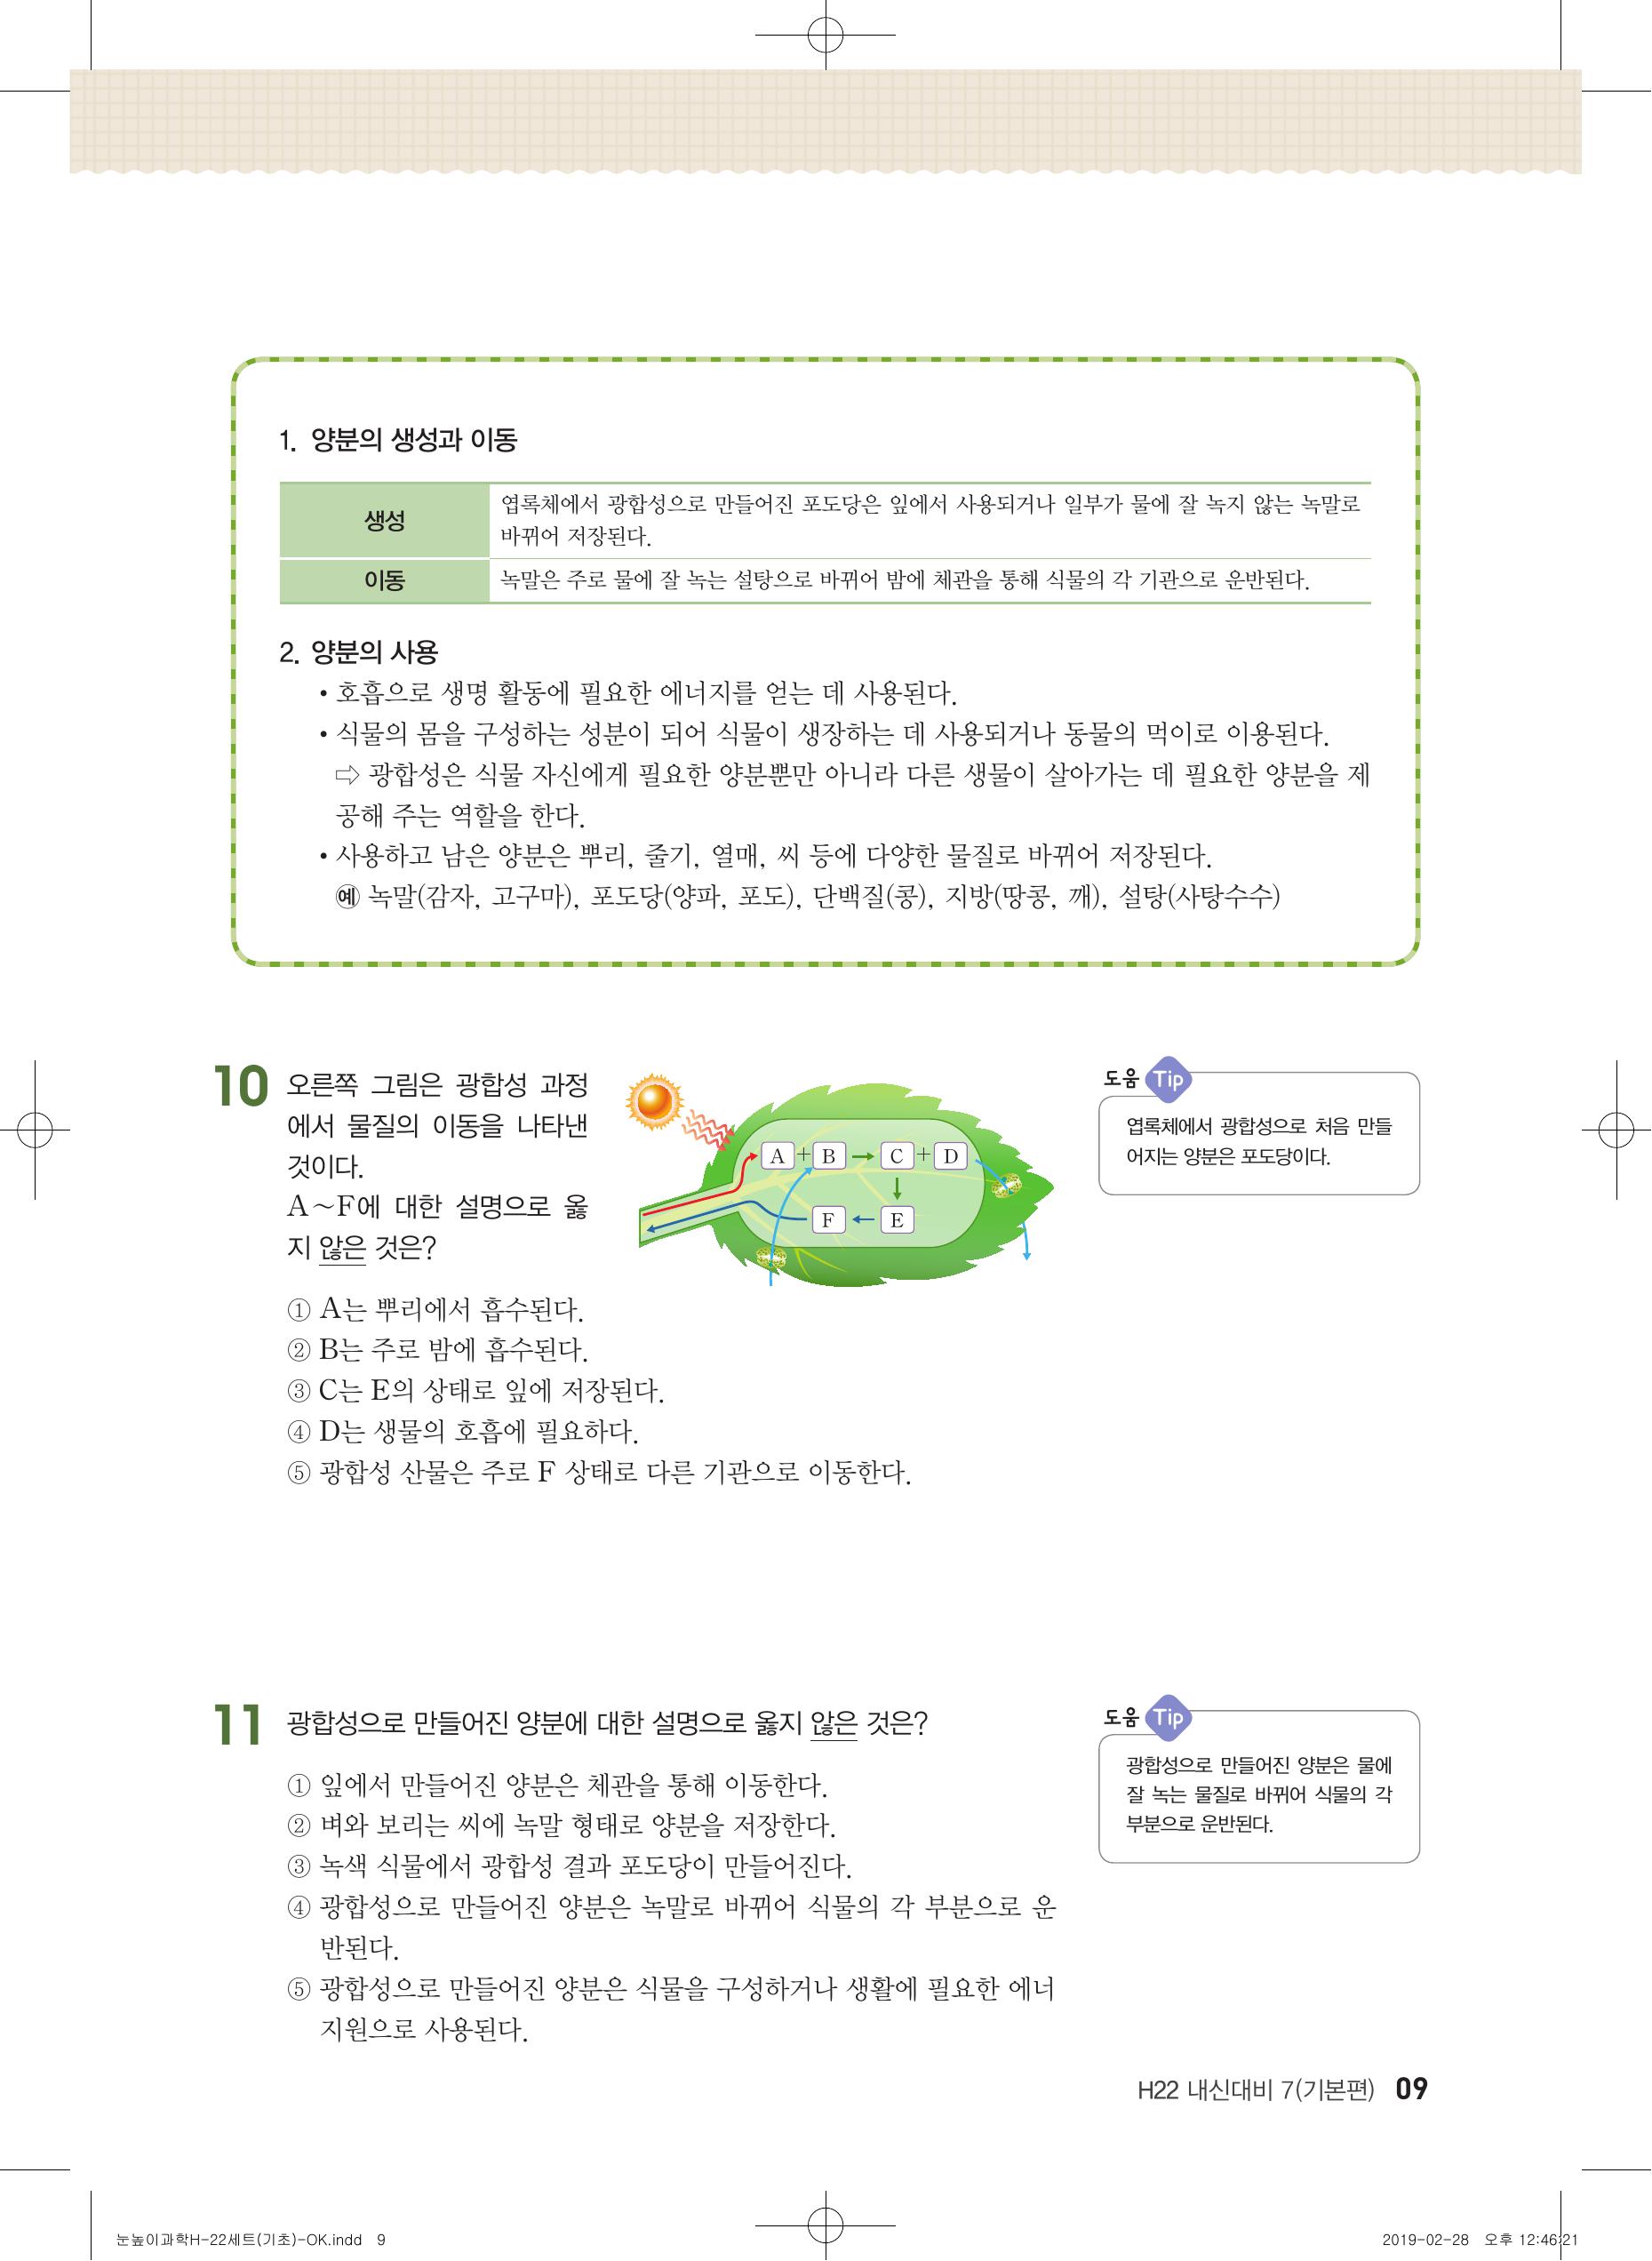 1. 양분의 생성과 이동
생성
엽록체에서 광합성으로 만들어진 포도당은 잎에서 사용되거나 일부가 물에 잘 녹지 않는 녹말로
바뀌어 저장된다.
이동
녹말은 주로 물에 잘 녹는 설탕으로 바뀌어 밤에 체관을 통해 식물의 각 기관으로 운반된다.
2. 양분의 사용
• 호흡으로 생명 활동에 필요한 에너지를 얻는 데 사용된다.
• 식물의 몸을 구성하는 성분이 되어 식물이 생장하는 데 사용되거나 동물의 먹이로 이용된다.
⇨ 광합성은 식물 자신에게 필요한 양분뿐만 아니라 다른 생물이 살아가는 데 필요한 양분을 제
공해 주는 역할을 한다.
• 사용하고 남은 양분은 뿌리, 줄기, 열매, 씨 등에 다양한 물질로 바뀌어 저장된다.
예 녹말(감자, 고구마), 포도당(양파, 포도), 단백질(콩), 지방(땅콩, 깨), 설탕(사탕수수)
10 오른쪽 그림은 광합성 과정
에서 물질의 이동을 나타낸
것이다.
A～F에 대한 설명으로 옳
지 않은 것은?
A + B → C + D
F ← E
도움 Tip
엽록체에서 광합성으로 처음 만들
어지는 양분은 포도당이다.
① A는 뿌리에서 흡수된다.
② B는 주로 밤에 흡수된다.
③ C는 E의 상태로 잎에 저장된다.
④ D는 생물의 호흡에 필요하다.
⑤ 광합성 산물은 주로 F 상태로 다른 기관으로 이동한다.
11 광합성으로 만들어진 양분에 대한 설명으로 옳지 않은 것은?
도움 Tip
광합성으로 만들어진 양분은 물에
잘 녹는 물질로 바뀌어 식물의 각
부분으로 운반된다.
① 잎에서 만들어진 양분은 체관을 통해 이동한다.
② 벼와 보리는 씨에 녹말 형태로 양분을 저장한다.
③ 녹색 식물에서 광합성 결과 포도당이 만들어진다.
④ 광합성으로 만들어진 양분은 녹말로 바뀌어 식물의 각 부분으로 운
반된다.
⑤ 광합성으로 만들어진 양분은 식물을 구성하거나 생활에 필요한 에너
지원으로 사용된다.
H22 내신대비 7(기본편) 09
눈높이과학H-22세트(기초)-OK.indd 9
2019-02-28 오후 12:46:21